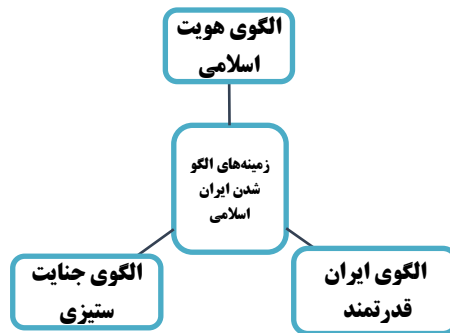 الگوی هویت
اسلامی
زمینه‌های الگو
شدن ایران
اسلامی
الگوی ایران
قدرتمند
الگوی جنایت
ستیزی